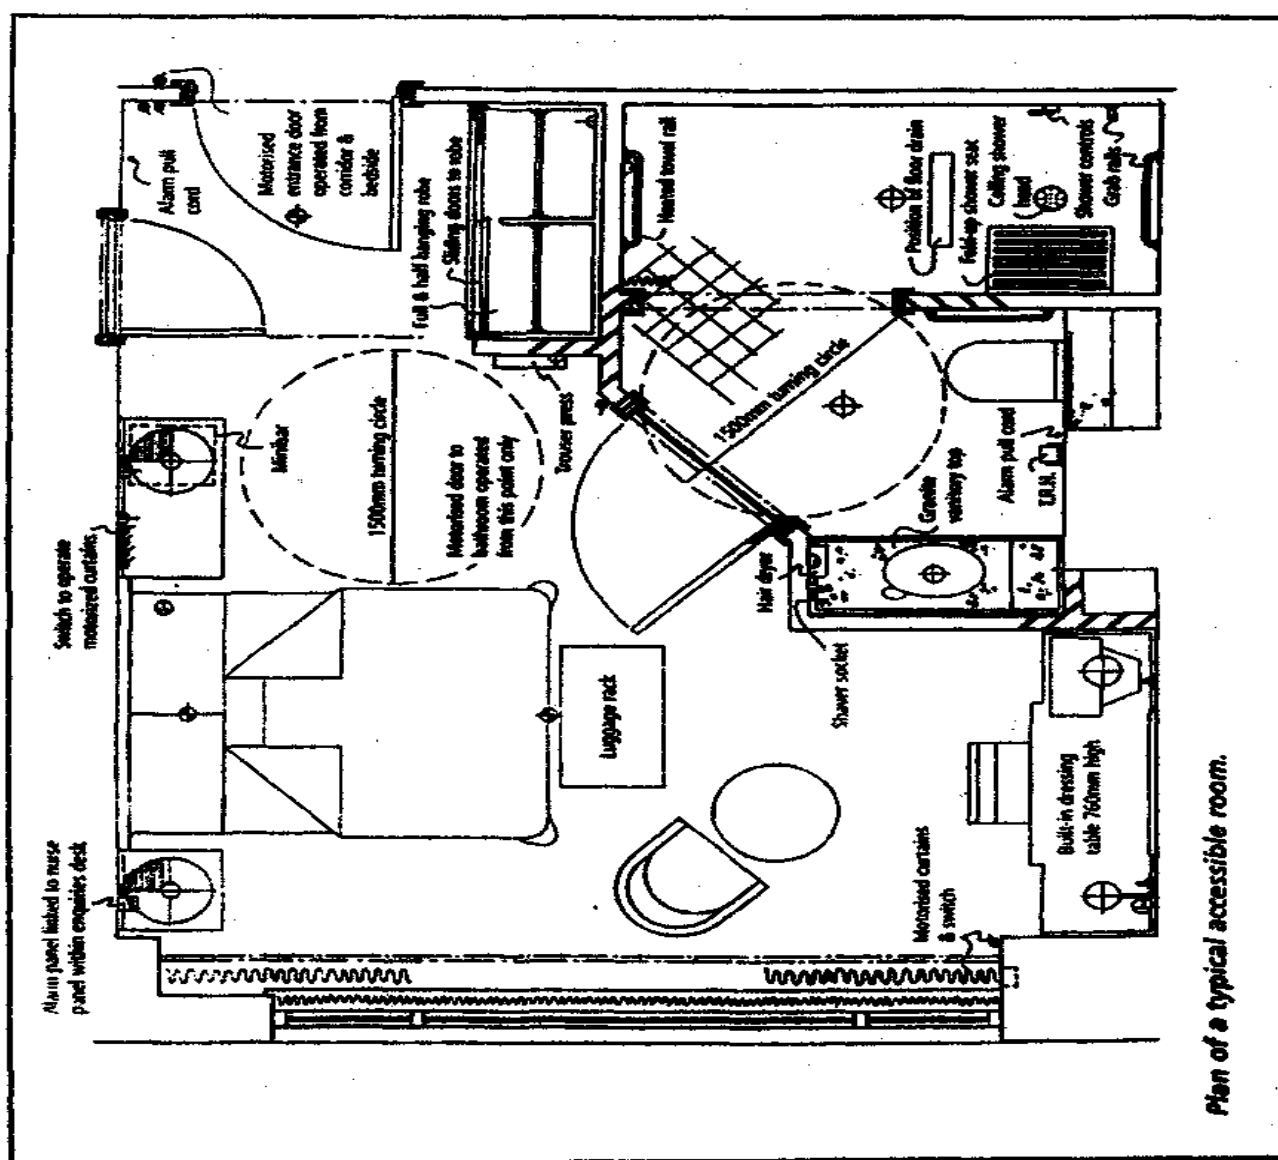 Alarm pull
cord
Motorised
entrance door
operated from
corridor &
bedside
Full & half hanging robe
Sliding doors to robe
Heated towel rail
Position of floor drain
Fold-up shower seat
Ceiling shower
head
Shower controls
Grab rails
Switch to operate
motorized curtains
Minibar
1500mm turning circle
Motorised door to
bathroom operated
from this point only
Trouser press
1500mm turning circle
Hair dryer
Granite
vanitory top
Alarm pull cord
T.R.H.
Shaver socket
Luggage rack
Alarm panel linked to nurse
panel within enquiries desk
Motorised curtains
& switch
Built-in dressing
table 760mm high
Plan of a typical accessible room.